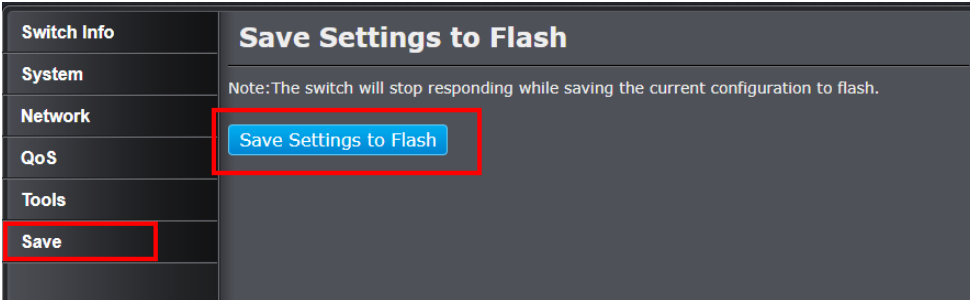 Switch Info
System
Network
QoS
Tools
Save
Save Settings to Flash
Note:The switch will stop responding while saving the current configuration to flash.
Save Settings to Flash